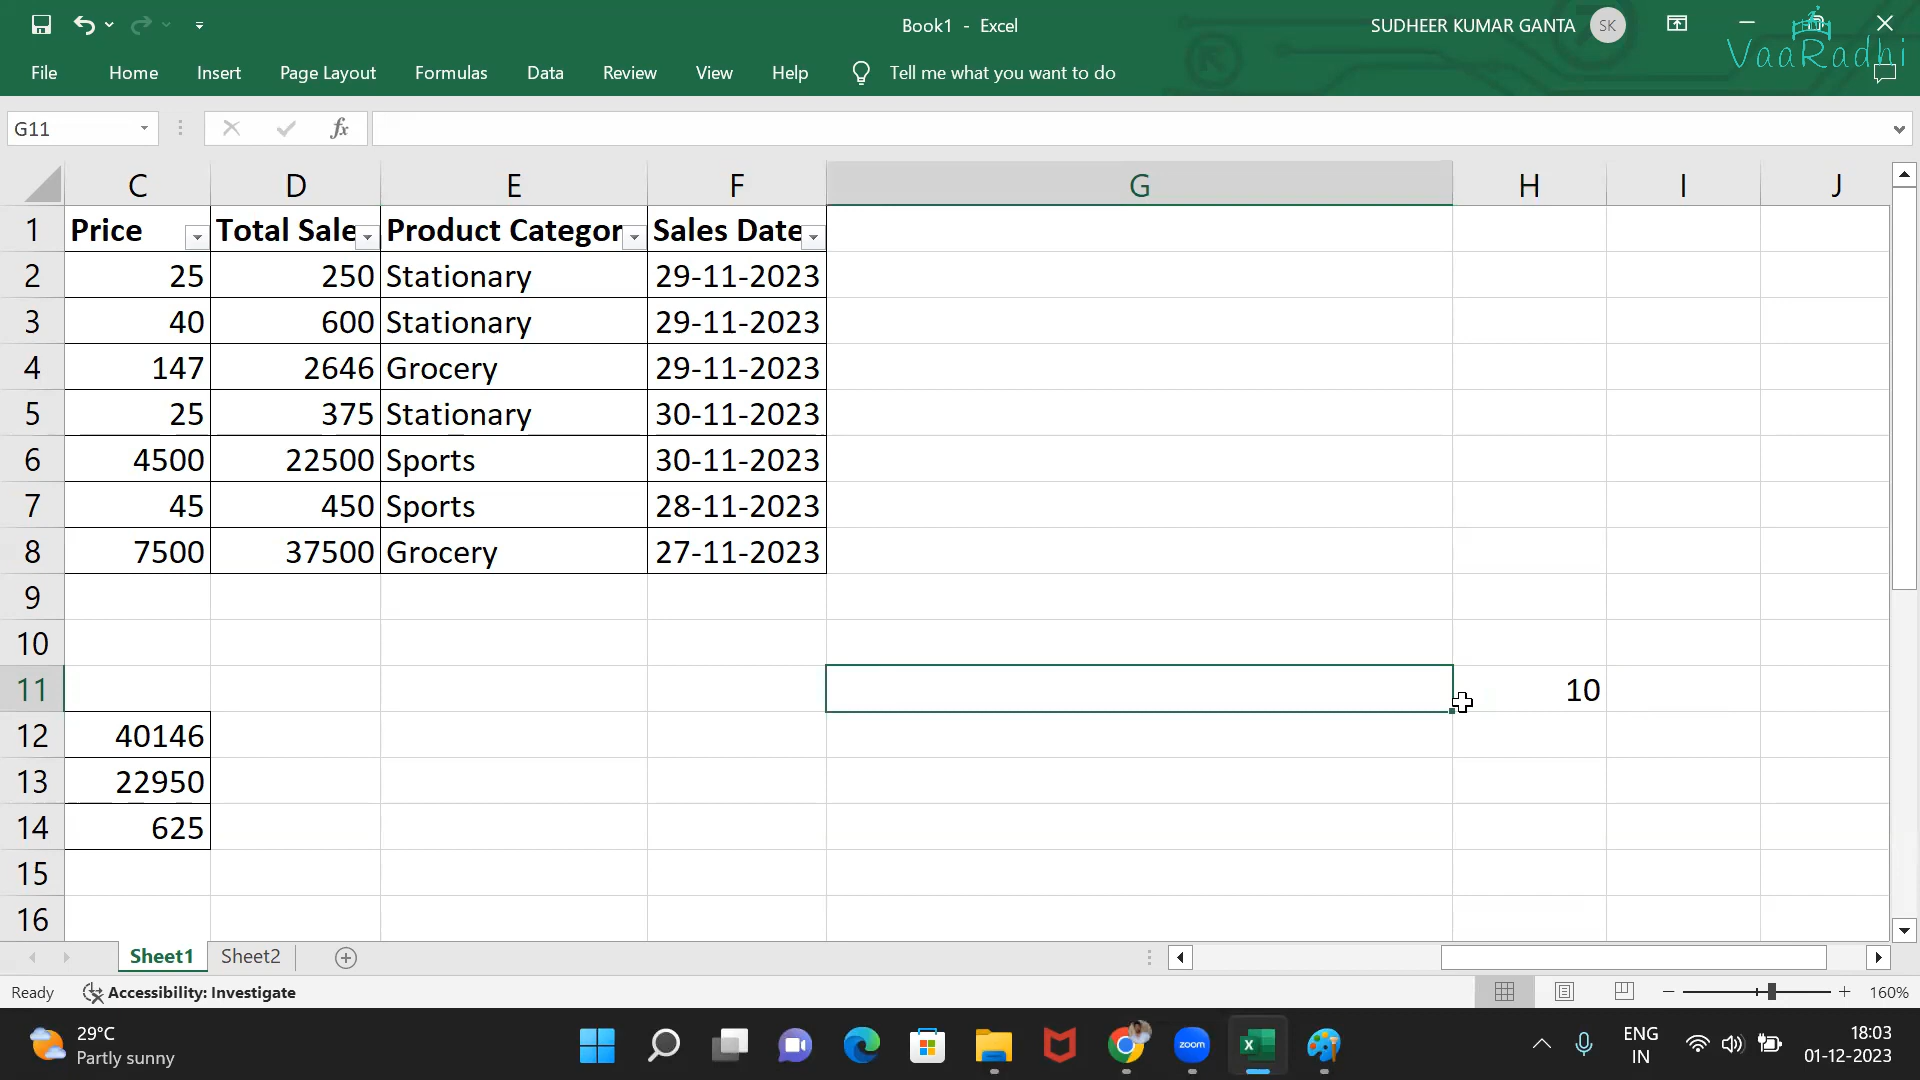 Book1 - Excel
SUDHEER KUMAR GANTA
SK
VaaRadhi
File Home Insert Page Layout Formulas Data Review View Help Tell me what you want to do
G11
fx
C D E F G H I J
1 Price Total Sale Product Categor Sales Date
2 25 250 Stationary 29-11-2023
3 40 600 Stationary 29-11-2023
4 147 2646 Grocery 29-11-2023
5 25 375 Stationary 30-11-2023
6 4500 22500 Sports 30-11-2023
7 45 450 Sports 28-11-2023
8 7500 37500 Grocery 27-11-2023
9
10
11 10
12 40146
13 22950
14 625
15
16
Sheet1 Sheet2
Ready Accessibility: Investigate 160%
29°C
Partly sunny
zoom
ENG
IN
18:03
01-12-2023